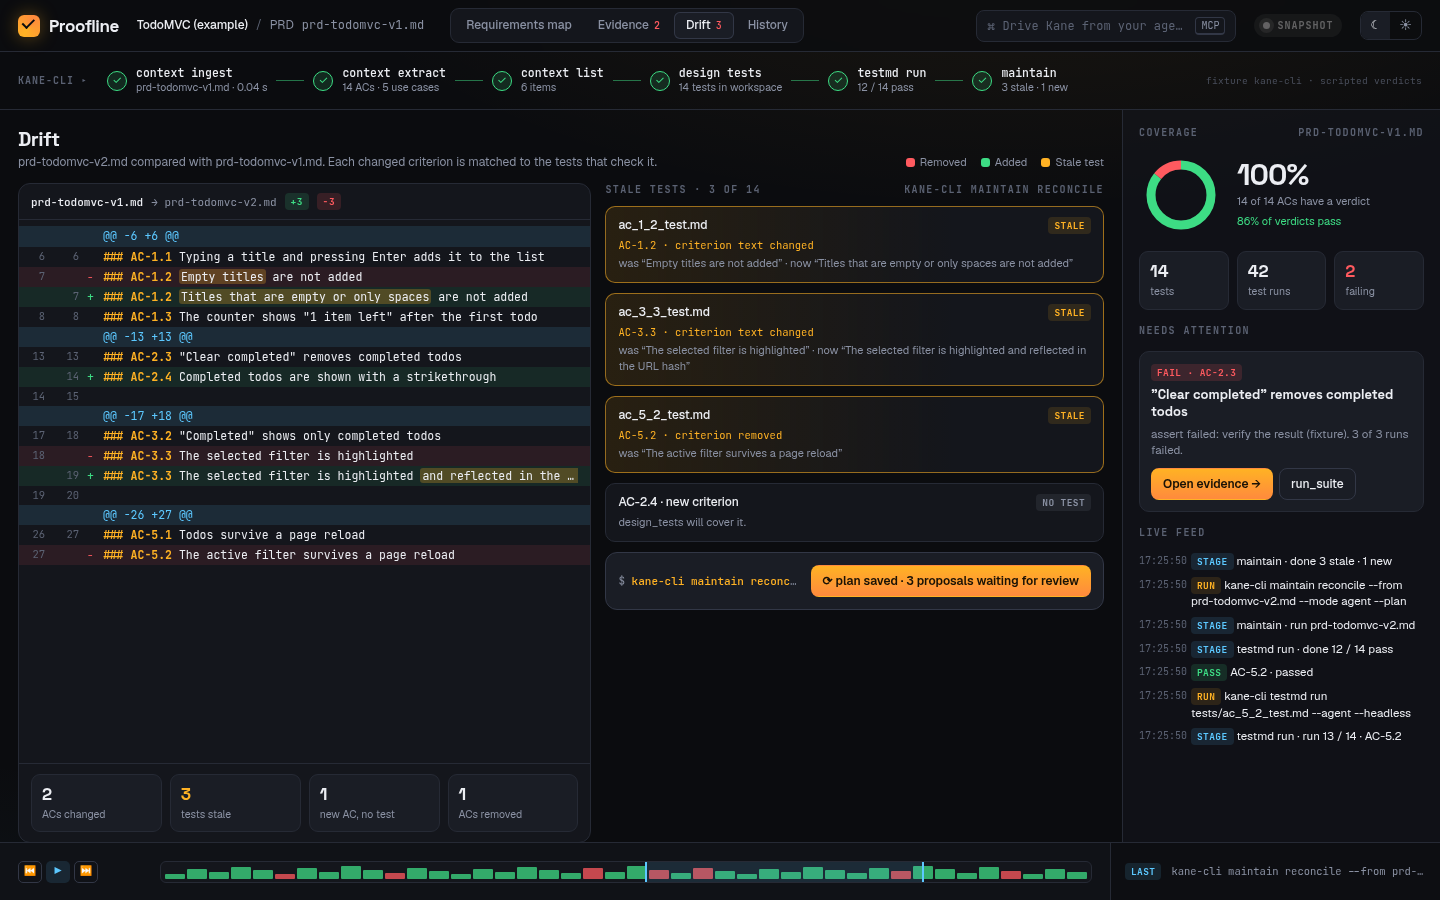 Proofline
TodoMVC (example) / PRD prd-todomvc-v1.md
Requirements map
Evidence 2
Drift 3
History
⌘ Drive Kane from your age… MCP
SNAPSHOT
KANE-CLI
context ingest
prd-todomvc-v1.md · 0.04 s
context extract
14 ACs · 5 use cases
context list
6 items
design tests
14 tests in workspace
testmd run
12 / 14 pass
maintain
3 stale · 1 new
fixture kane-cli · scripted verdicts
Drift
prd-todomvc-v2.md compared with prd-todomvc-v1.md. Each changed criterion is matched to the tests that check it.
Removed
Added
Stale test
prd-todomvc-v1.md → prd-todomvc-v2.md +3 -3
@@ -6 +6 @@
6 6 ### AC-1.1 Typing a title and pressing Enter adds it to the list
7 - ### AC-1.2 Empty titles are not added
7 + ### AC-1.2 Titles that are empty or only spaces are not added
8 8 ### AC-1.3 The counter shows "1 item left" after the first todo
@@ -13 +13 @@
13 13 ### AC-2.3 "Clear completed" removes completed todos
14 + ### AC-2.4 Completed todos are shown with a strikethrough
14 15
@@ -17 +18 @@
17 18 ### AC-3.2 "Completed" shows only completed todos
18 - ### AC-3.3 The selected filter is highlighted
19 + ### AC-3.3 The selected filter is highlighted and reflected in the …
19 20
@@ -26 +27 @@
26 27 ### AC-5.1 Todos survive a page reload
27 - ### AC-5.2 The active filter survives a page reload
2
ACs changed
3
tests stale
1
new AC, no test
1
ACs removed
STALE TESTS · 3 OF 14
KANE-CLI MAINTAIN RECONCILE
ac_1_2_test.md STALE
AC-1.2 · criterion text changed
was “Empty titles are not added” · now “Titles that are empty or only spaces are not added”
ac_3_3_test.md STALE
AC-3.3 · criterion text changed
was “The selected filter is highlighted” · now “The selected filter is highlighted and reflected in
the URL hash”
ac_5_2_test.md STALE
AC-5.2 · criterion removed
was “The active filter survives a page reload”
AC-2.4 · new criterion NO TEST
design_tests will cover it.
$ kane-cli maintain reconc…
⟳ plan saved · 3 proposals waiting for review
COVERAGE PRD-TODOMVC-V1.MD
100%
14 of 14 ACs have a verdict
86% of verdicts pass
14
tests
42
test runs
2
failing
NEEDS ATTENTION
FAIL · AC-2.3
"Clear completed" removes completed
todos
assert failed: verify the result (fixture). 3 of 3 runs
failed.
Open evidence →
run_suite
LIVE FEED
17:25:50 STAGE maintain · done 3 stale · 1 new
17:25:50 RUN kane-cli maintain reconcile --from
prd-todomvc-v2.md --mode agent --plan
17:25:50 STAGE maintain · run prd-todomvc-v2.md
17:25:50 STAGE testmd run · done 12 / 14 pass
17:25:50 PASS AC-5.2 · passed
17:25:50 RUN kane-cli testmd run
tests/ac_5_2_test.md --agent --headless
17:25:50 STAGE testmd run · run 13 / 14 · AC-5.2
LAST kane-cli maintain reconcile --from prd-…